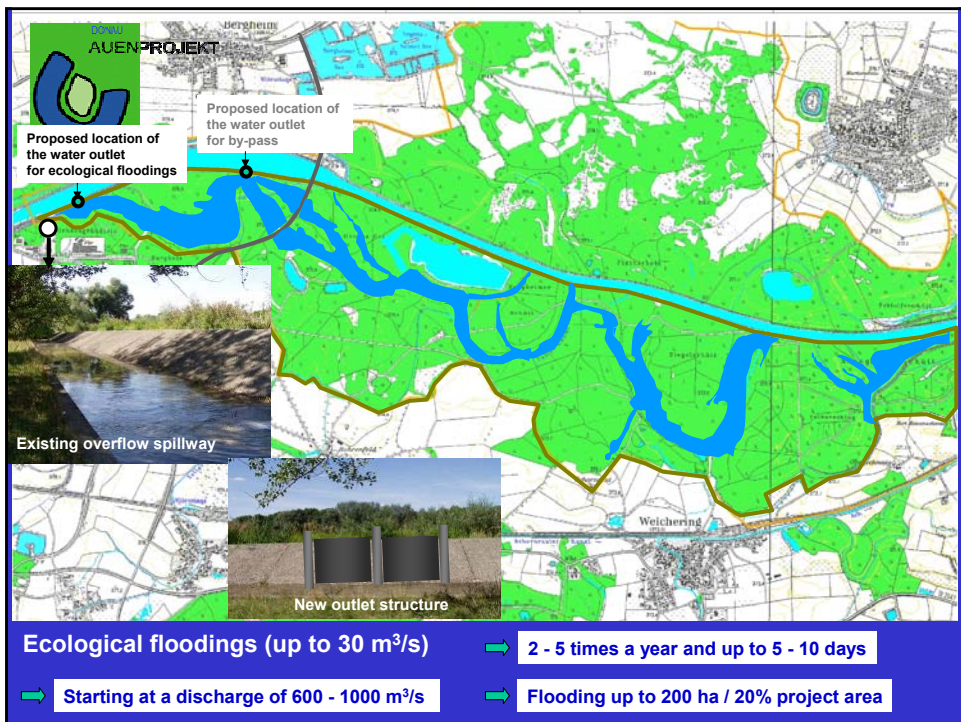 DONAU
AUENPROJEKT
Bergheim
Proposed location of
the water outlet
for by-pass
Proposed location of
the water outlet
for ecological floodings
Existing overflow spillway
New outlet structure
Weichering
Ecological floodings (up to 30 m³/s)
2 - 5 times a year and up to 5 - 10 days
Starting at a discharge of 600 - 1000 m³/s
Flooding up to 200 ha / 20% project area